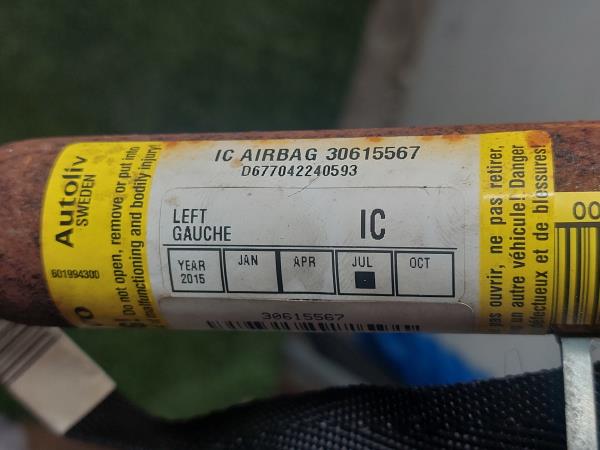 Autoliv
SWEDEN
601994300
Do not open, remove or put into
malfunctioning and bodily injury!
IC AIRBAG 30615567
D677042240593
LEFT
GAUCHE
IC
YEAR
2015
JAN
APR
JUL
OCT
30615567
pas ouvrir, ne pas retirer,
un autre véhicule! Danger
défectueux et de blessures!
00